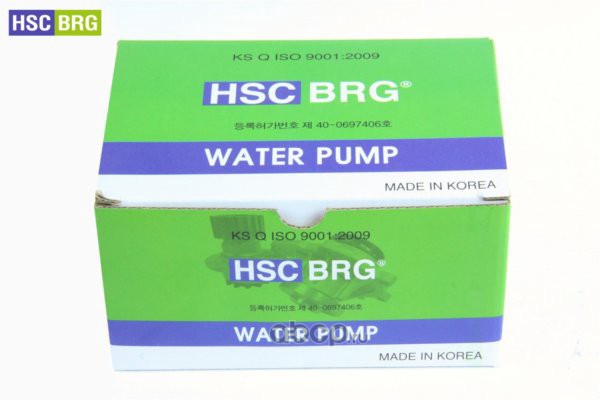 HSC BRG
KS Q ISO 9001:2009
HSC BRG®
등록허가번호 제 40-0697406호
WATER PUMP
MADE IN KOREA
KS Q ISO 9001:2009
HSC BRG®
등록허가번호 제 40-0697406호
WATER PUMP
MADE IN KOREA